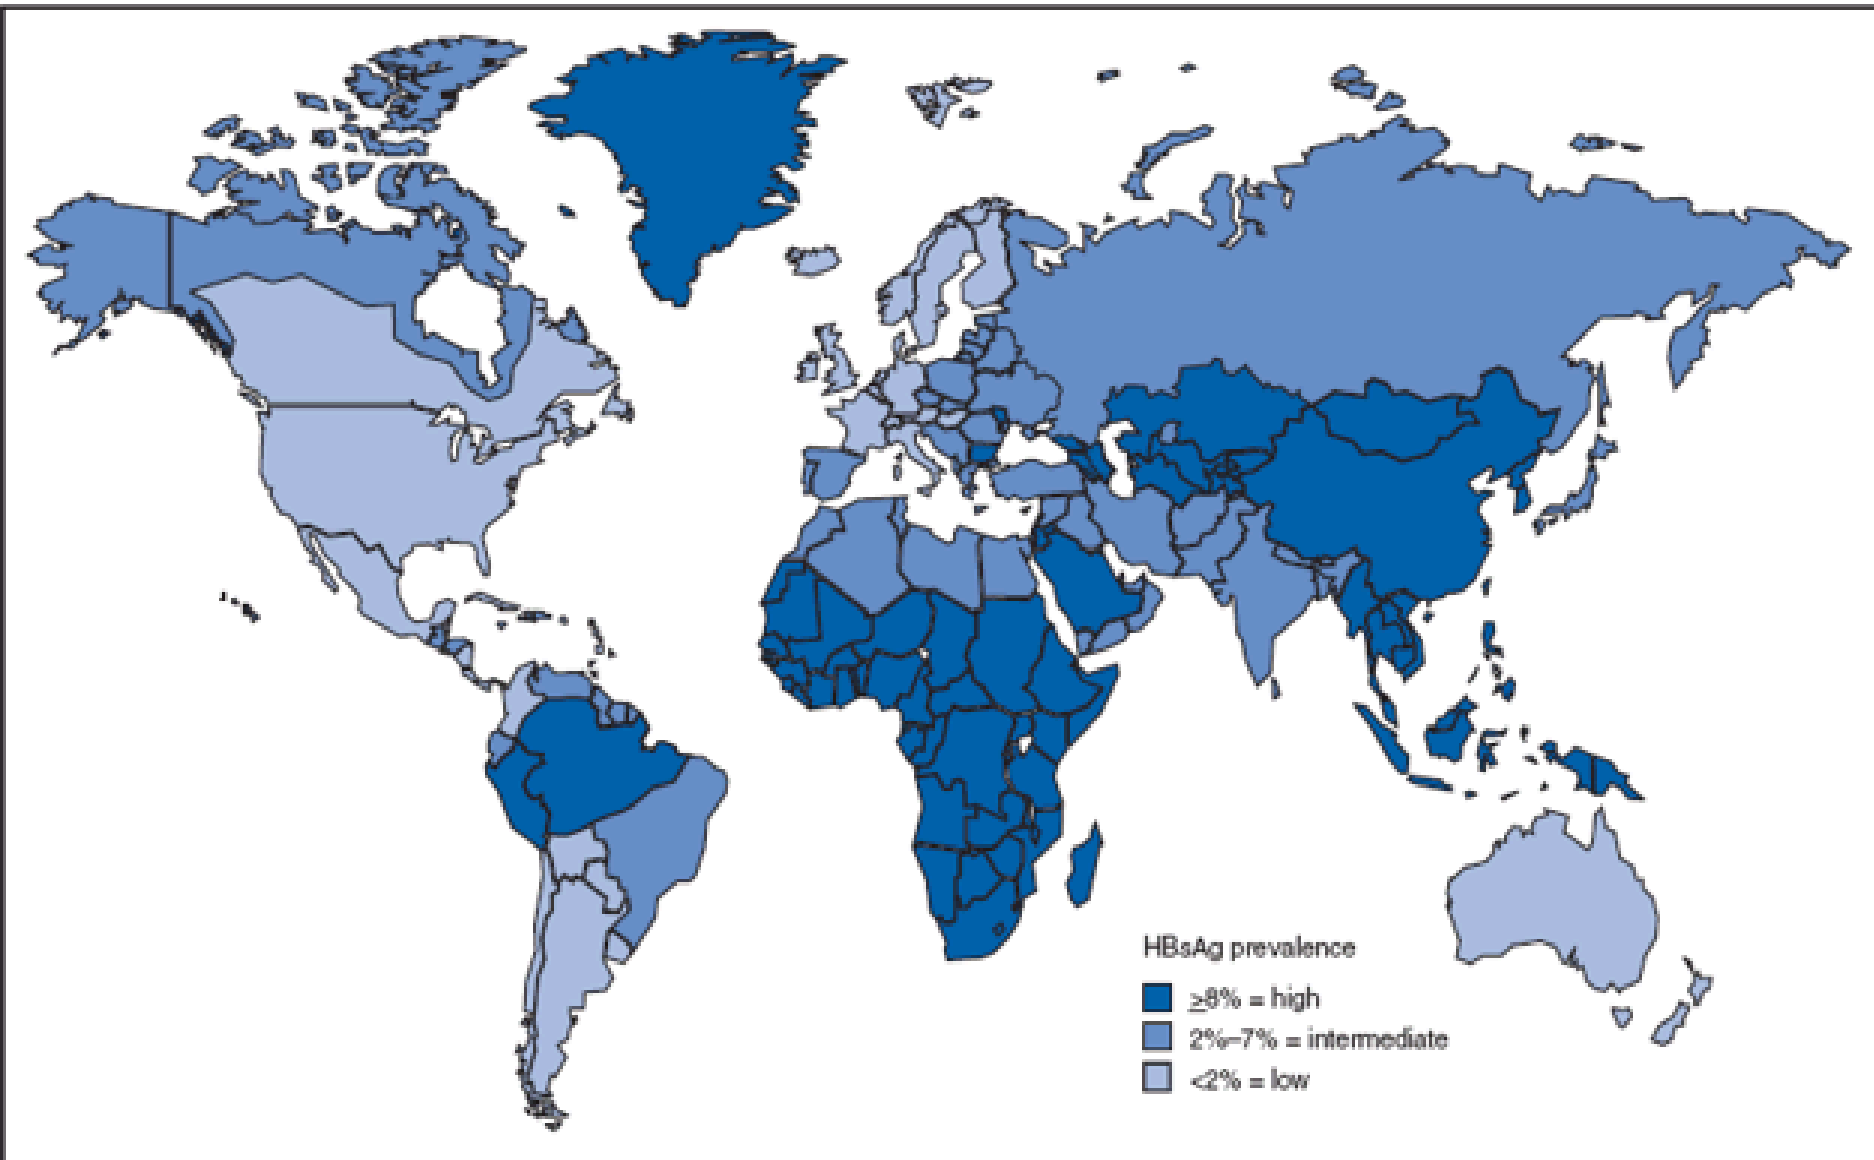 HBsAg prevalence
≥8% = high
2%–7% = intermediate
<2% = low